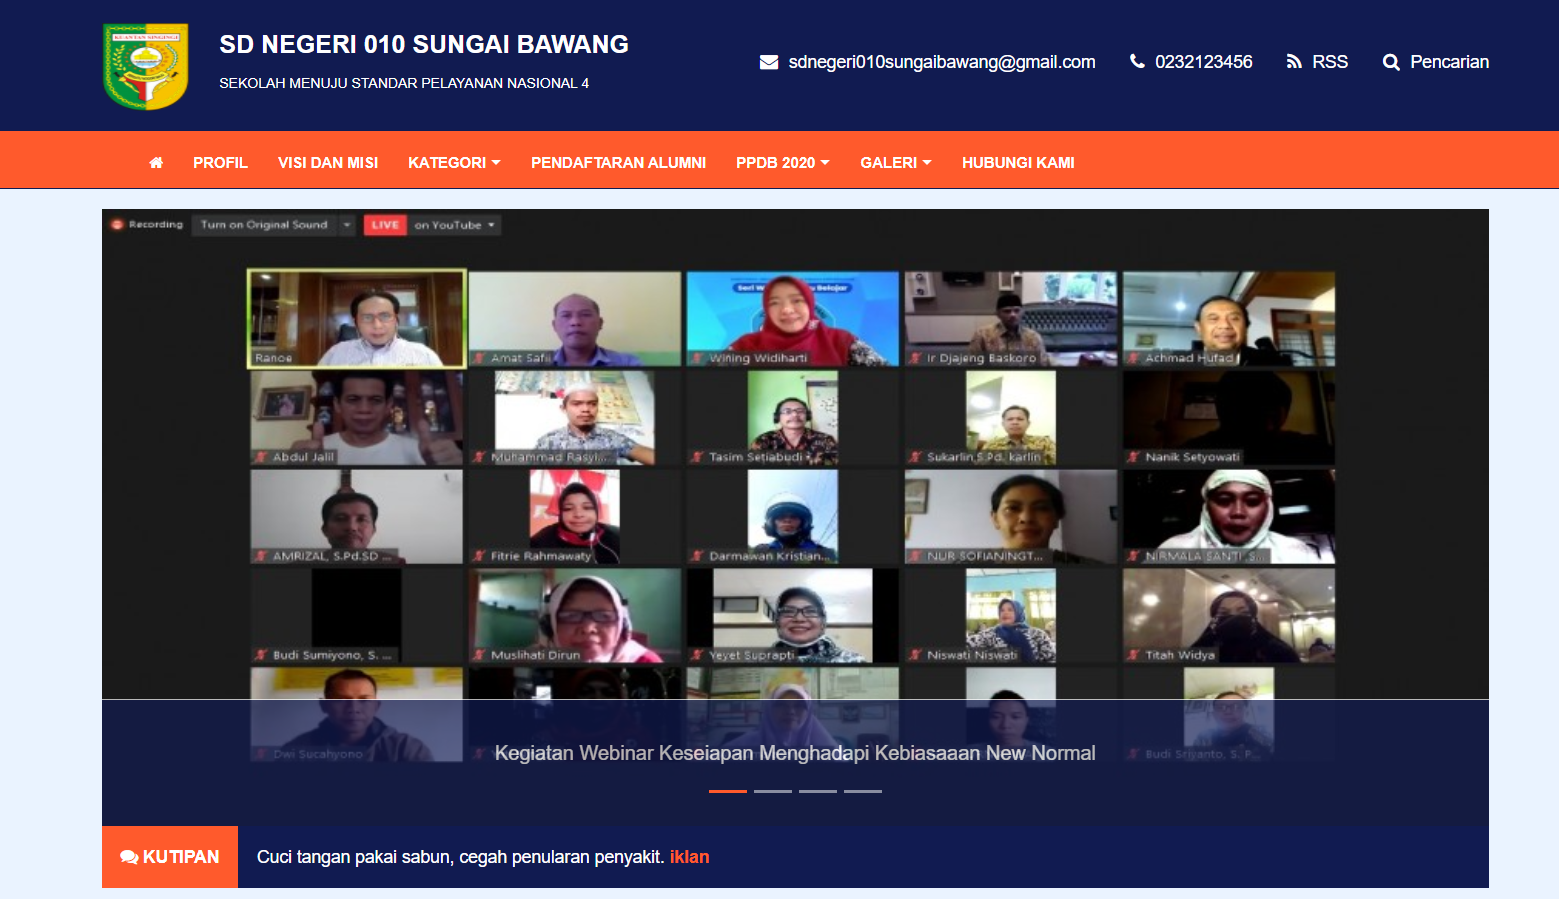 KUANTAN SINGINGI
SD NEGERI 010 SUNGAI BAWANG
SEKOLAH MENUJU STANDAR PELAYANAN NASIONAL 4
sdnegeri010sungaibawang@gmail.com 0232123456 RSS Pencarian
PROFIL VISI DAN MISI KATEGORI PENDAFTARAN ALUMNI PPDB 2020 GALERI HUBUNGI KAMI
Recording Turn on Original Sound LIVE on YouTube
Ranoe Amat Safii Wining Widiharti Ir Djajeng Baskoro Achmad Hufad
Abdul Jalil Muhammad Rasyi... Tasim Setiabudi Sukarlin,S.Pd. karlin Nanik Setyowati
AMRIZAL, S.Pd.SD ... Fitrie Rahmawaty Darmawan Kristian... NUR SOFIANINGT... NIRMALA SANTI, S...
Budi Sumiyono, S. ... Muslihati Dirun Yeyet Suprapti Niswati Niswati Titah Widya
Dwi Sucahyono Budi Sriyanto, S. P...
Kegiatan Webinar Keseiapan Menghadapi Kebiasaaan New Normal
KUTIPAN Cuci tangan pakai sabun, cegah penularan penyakit. iklan